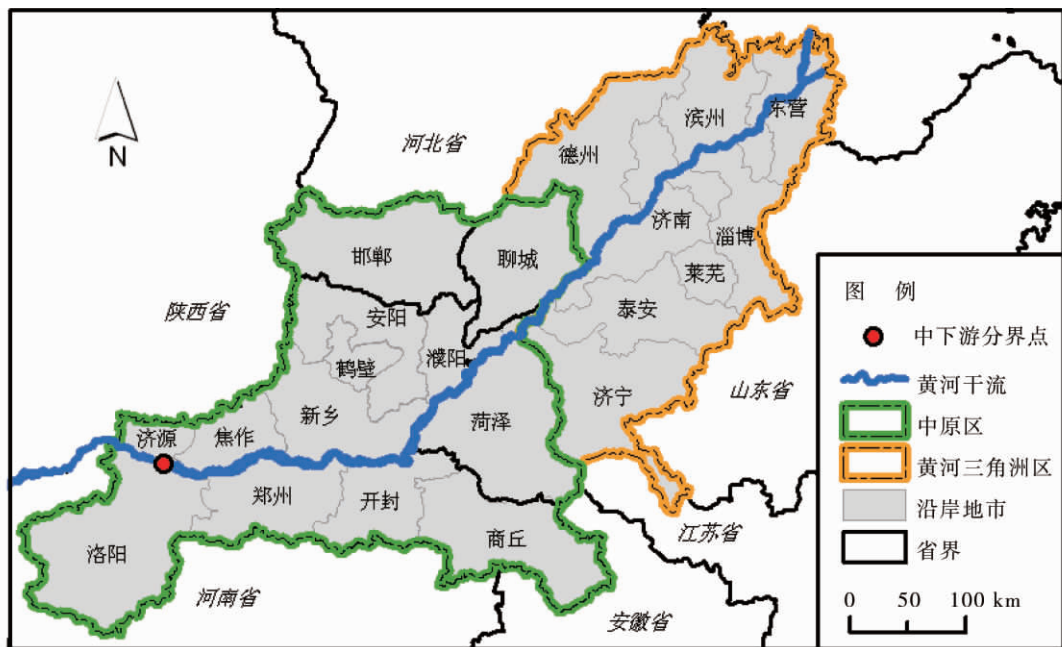 N
河北省
滨州
东营
德州
济南
淄博
莱芜
邯郸
聊城
泰安
陕西省
安阳
鹤壁
濮阳
新乡
济宁
山东省
菏泽
济源
焦作
郑州
开封
洛阳
商丘
江苏省
河南省
安徽省
图 例
中下游分界点
黄河干流
中原区
黄河三角洲区
沿岸地市
省界
0 50 100 km